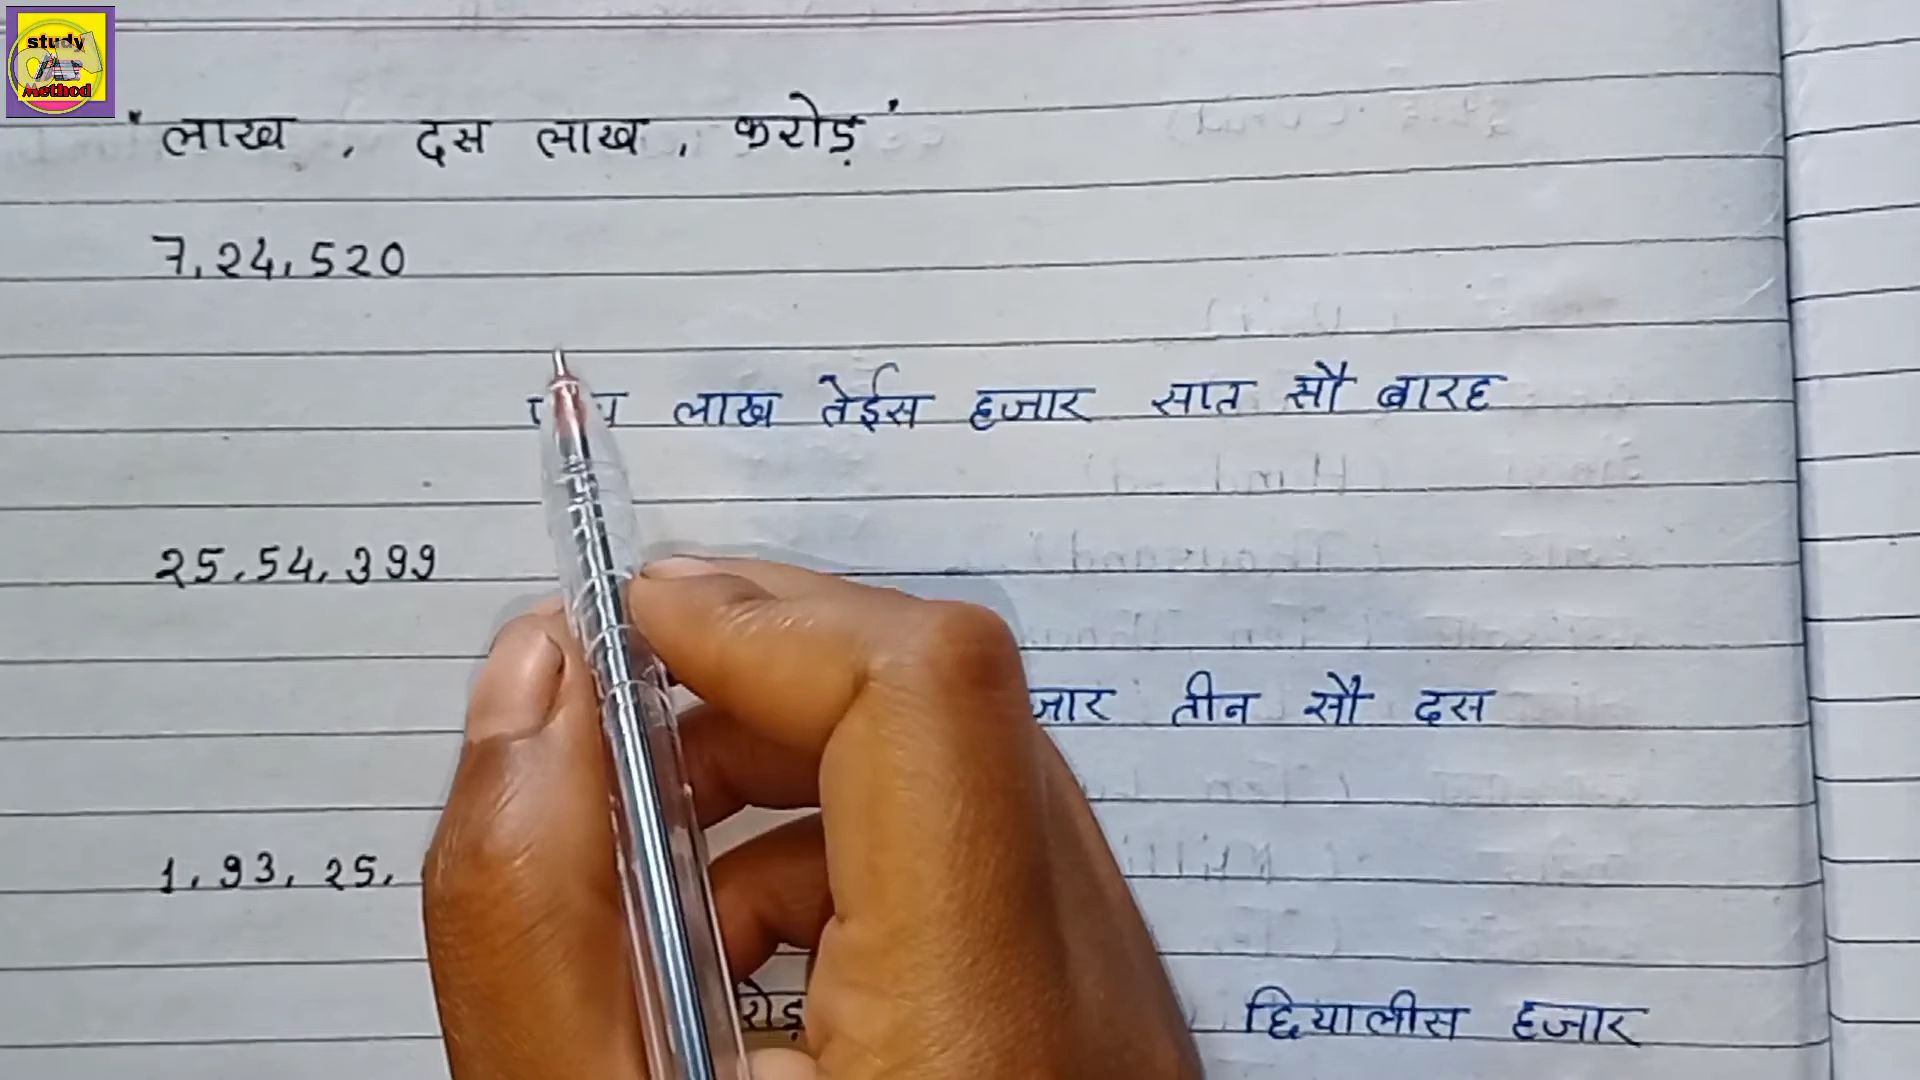 study
Method
" लाख , दस लाख , करोड़ "
7,24,520
लाख तेईस हजार सात सौ बारह
25,54,399
तीन सौ दस
1,93,25,
छियालीस हजार